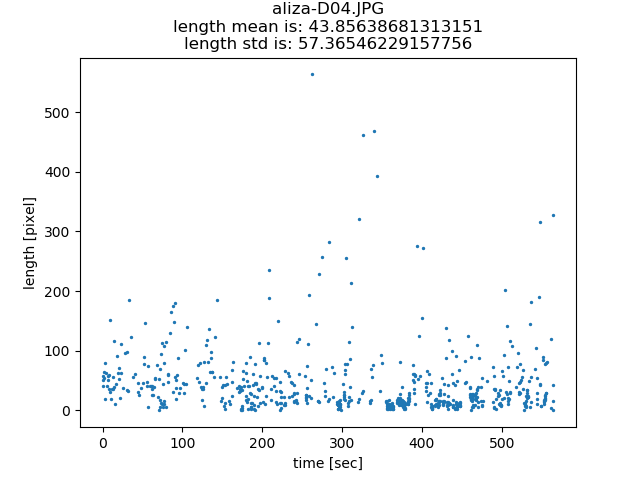 aliza-D04.JPG
length mean is: 43.85638681313151
length std is: 57.36546229157756
500
400
300
200
100
0
length [pixel]
0 100 200 300 400 500
time [sec]